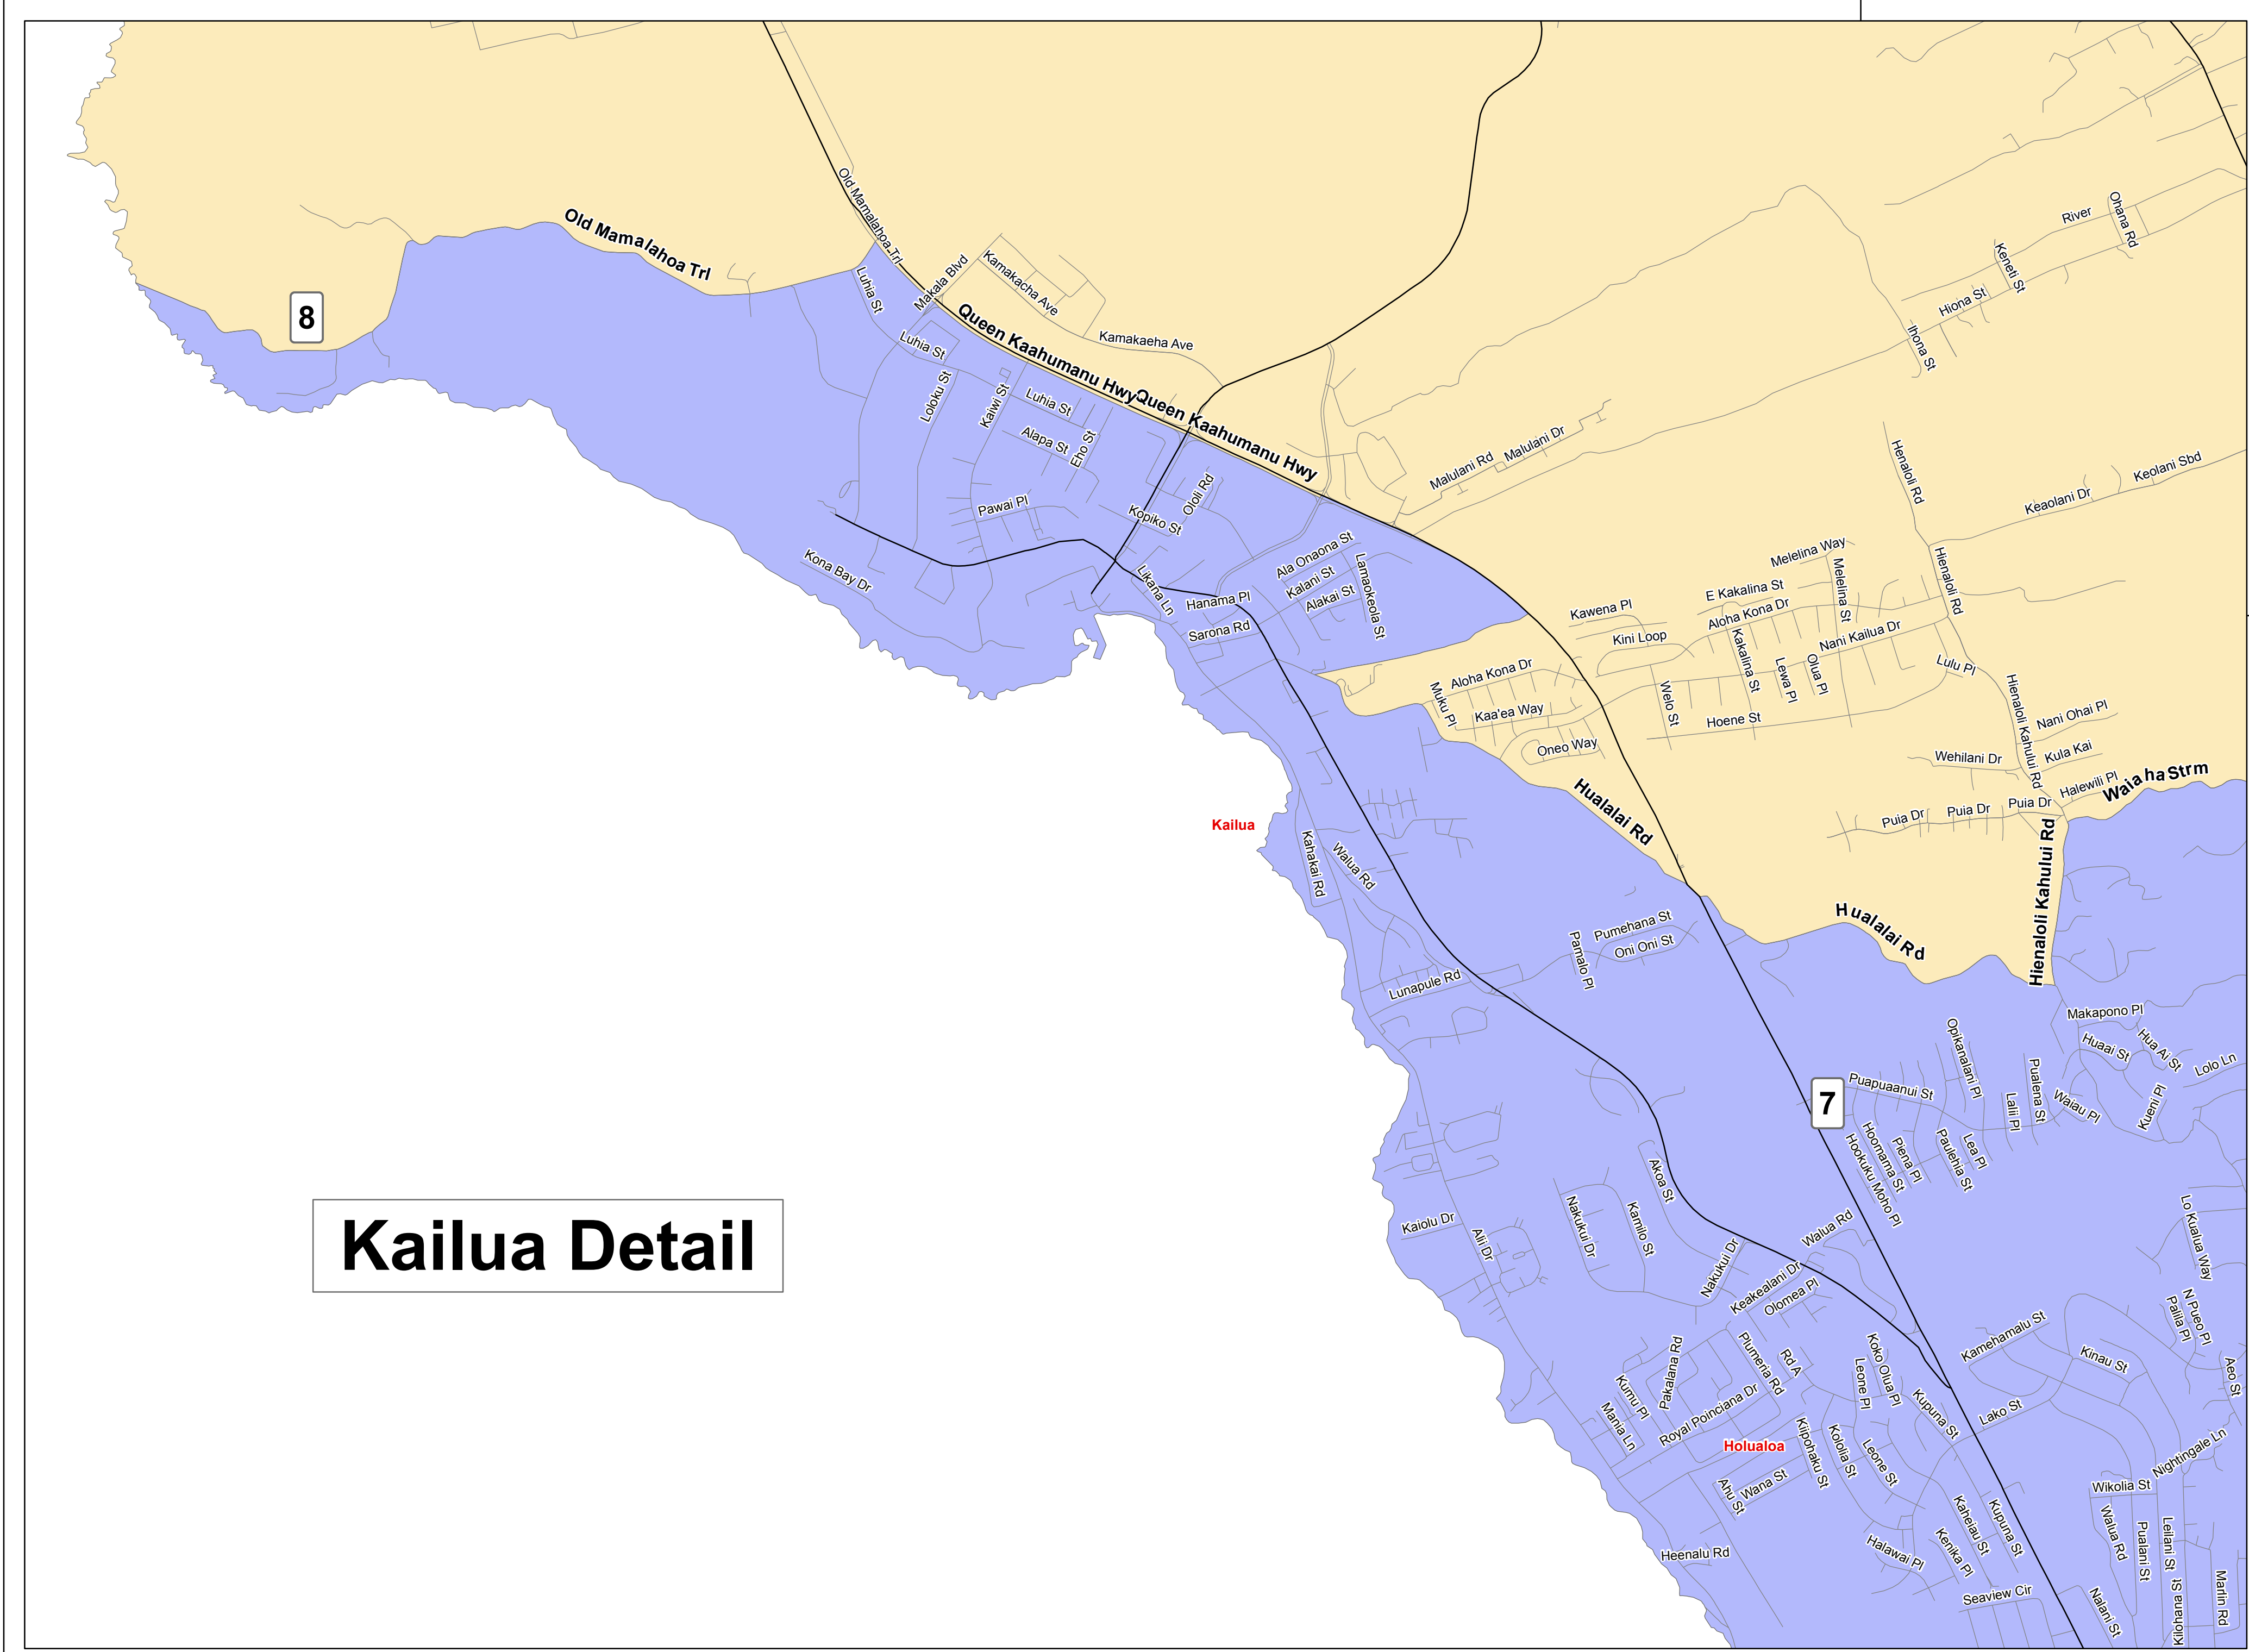 Old Mamalahoa Trl
Old Mamalahoa Trl
8
Luhia St
Makala Blvd
Kamakacha Ave
Kamakaeha Ave
Queen Kaahumanu Hwy
Queen Kaahumanu Hwy
Luhia St
Loloku St
Kaiwi St
Luhia St
Alapa St
Eho St
Pawai Pl
Kopiko St
Ololi Rd
Kona Bay Dr
Likana Ln
Hanama Pl
Sarona Rd
Ala Onaona St
Kalani St
Alakai St
Lamaokeola St
Malulani Rd
Malulani Dr
River
Ohana Rd
Keneti St
Hiona St
Ihona St
Henaloli Rd
Keaolani Dr
Keolani Sbd
Hienaloli Rd
Melelina Way
Melelina St
E Kakalina St
Aloha Kona Dr
Kawena Pl
Kini Loop
Kakalina St
Nani Kailua Dr
Lewa Pl
Olua Pl
Lulu Pl
Aloha Kona Dr
Muku Pl
Kaa'ea Way
Oneo Way
Welo St
Hoene St
Hienaloli Kahului Rd
Nani Ohai Pl
Kula Kai
Wehilani Dr
Halewili Pl
Waiaha Strm
Puia Dr
Puia Dr
Puia Dr
Hualalai Rd
Hualalai Rd
Hienaloli Kahului Rd
Kailua
Kahakai Rd
Walua Rd
Pumehana St
Oni Oni St
Pamalo Pl
Lunapule Rd
Makapono Pl
Huaai St
Hua Ai St
Lolo Ln
Kueni Pl
Waiau Pl
Pualena St
Lalii Pl
Opikanalani Pl
Puapuaanui St
7
Lea Pl
Paulehia St
Piena Pl
Hoomama St
Hookuku Moho Pl
Kailua Detail
Kaiolu Dr
Alii Dr
Nakukui Dr
Kamilo St
Akoa St
Nakukui Dr
Walua Rd
Keakealani Dr
Olomea Pl
Lo Kualua Way
N Pueo Pl
Palila Pl
Aeo St
Kamehamalu St
Kinau St
Lako St
Nightingale Ln
Wikolia St
Plumeria Rd
Rd A
Pakalana Rd
Kumu Pl
Mania Ln
Royal Poinciana Dr
Holualoa
Koko Olua Pl
Leone Pl
Kupuna St
Kiipohaku St
Kololia St
Leone St
Ahu St
Wana St
Heenalu Rd
Halawai Pl
Kenika Pl
Kaheiau St
Kupuna St
Seaview Cir
Nalani St
Walua Rd
Pualani St
Leilani St
Kilohana St
Marlin Rd